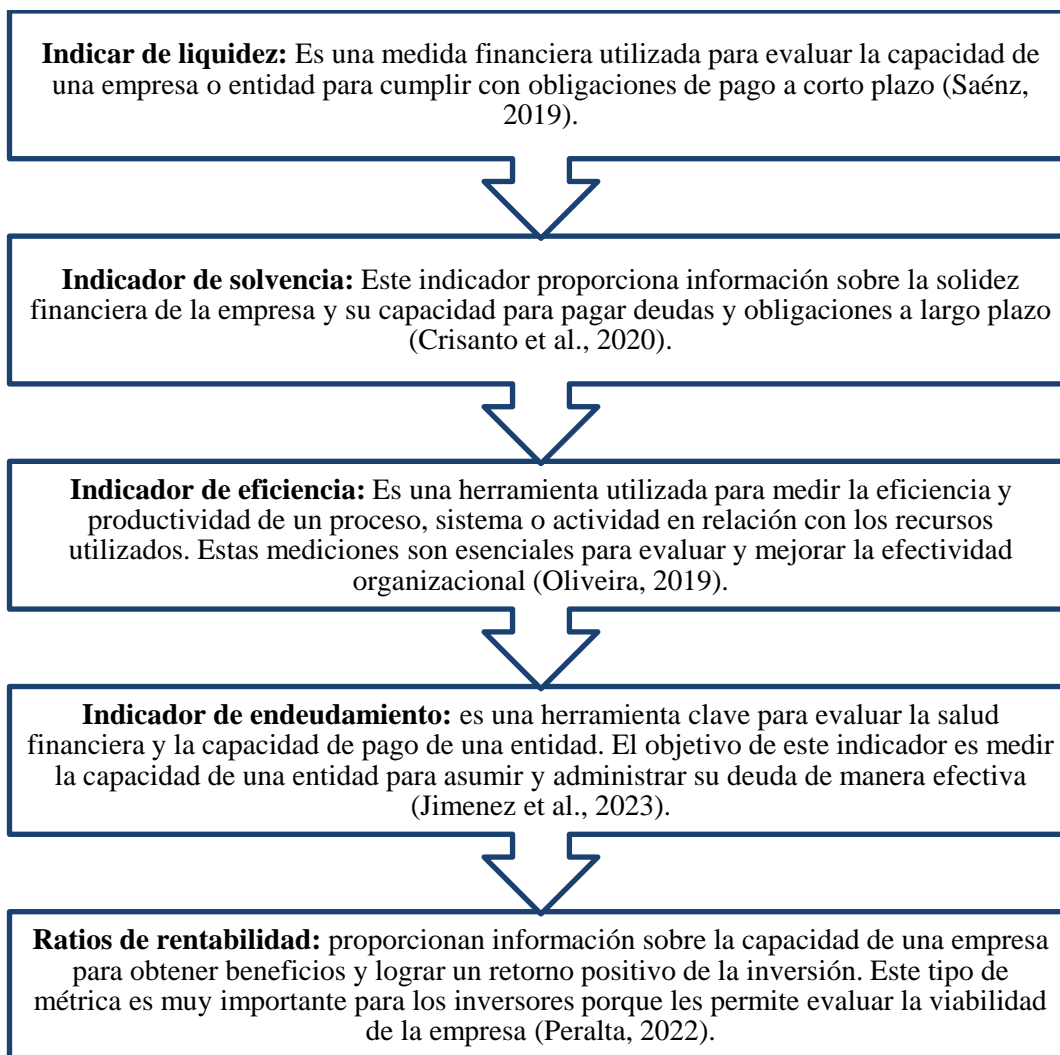 Indicar de liquidez: Es una medida financiera utilizada para evaluar la capacidad de
una empresa o entidad para cumplir con obligaciones de pago a corto plazo (Saénz,
2019).
Indicador de solvencia: Este indicador proporciona información sobre la solidez
financiera de la empresa y su capacidad para pagar deudas y obligaciones a largo plazo
(Crisanto et al., 2020).
Indicador de eficiencia: Es una herramienta utilizada para medir la eficiencia y
productividad de un proceso, sistema o actividad en relación con los recursos
utilizados. Estas mediciones son esenciales para evaluar y mejorar la efectividad
organizacional (Oliveira, 2019).
Indicador de endeudamiento: es una herramienta clave para evaluar la salud
financiera y la capacidad de pago de una entidad. El objetivo de este indicador es medir
la capacidad de una entidad para asumir y administrar su deuda de manera efectiva
(Jimenez et al., 2023).
Ratios de rentabilidad: proporcionan información sobre la capacidad de una empresa
para obtener beneficios y lograr un retorno positivo de la inversión. Este tipo de
métrica es muy importante para los inversores porque les permite evaluar la viabilidad
de la empresa (Peralta, 2022).